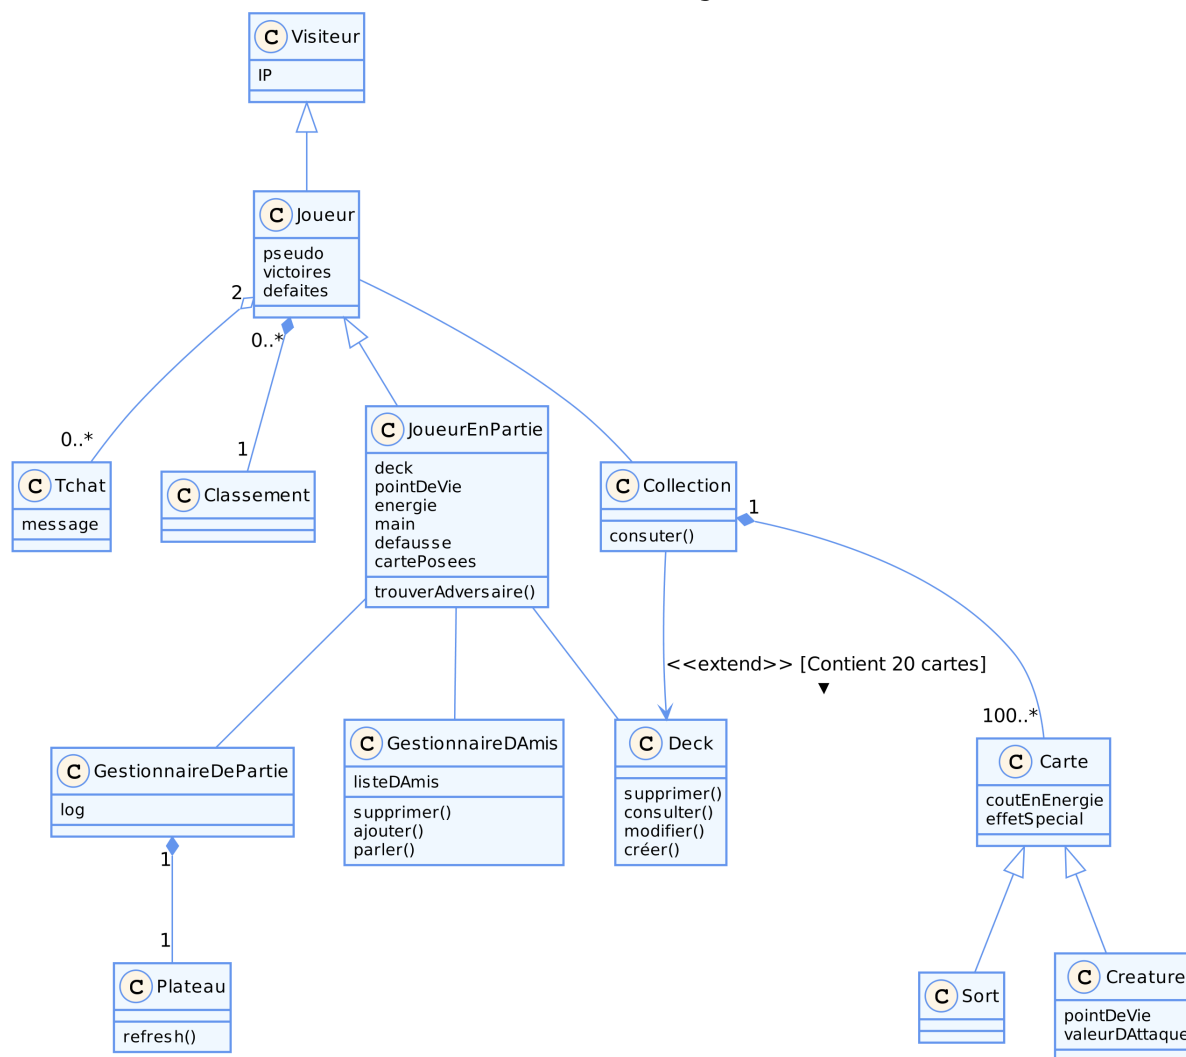 C Visiteur
IP
C Joueur
pseudo
victoires
defaites
2
0..*
0..*
1
C JoueurEnPartie
deck
pointDeVie
energie
main
defausse
cartePosees
trouverAdversaire()
C Tchat
message
C Classement
C Collection
consuter()
1
<<extend>> [Contient 20 cartes]
▼
100..*
C GestionnaireDePartie
log
C GestionnaireDAmis
listeDAmis
supprimer()
ajouter()
parler()
C Deck
supprimer()
consulter()
modifier()
créer()
C Carte
coutEnEnergie
effetSpecial
1
1
C Plateau
refresh()
C Sort
C Creature
pointDeVie
valeurDAttaque